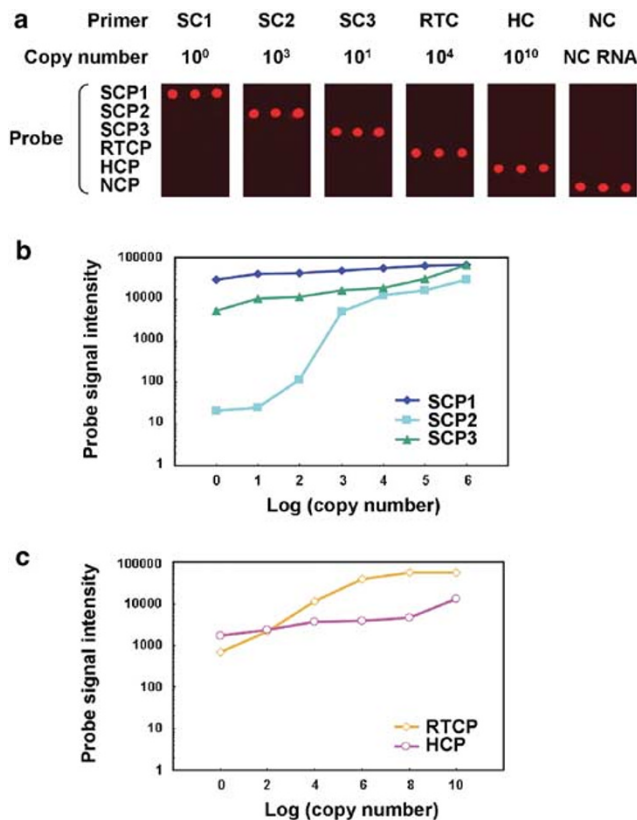 a
Primer SC1 SC2 SC3 RTC HC NC
Copy number 10⁰ 10³ 10¹ 10⁴ 10¹⁰ NC RNA
Probe
SCP1
SCP2
SCP3
RTCP
HCP
NCP
b
Probe signal intensity
100000
10000
1000
100
10
1
SCP1
SCP2
SCP3
0 1 2 3 4 5 6
Log (copy number)
c
Probe signal intensity
100000
10000
1000
100
10
1
RTCP
HCP
0 2 4 6 8 10
Log (copy number)